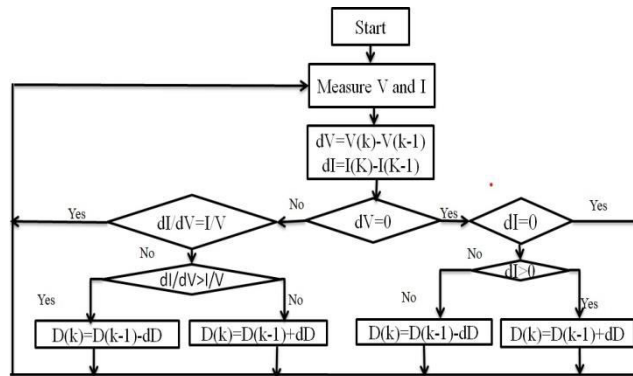 Start
Measure V and I
dV=V(k)-V(k-1)
dI=I(K)-I(K-1)
No
Yes
dI/dV=I/V
dV=0
Yes
dI=0
Yes
No
No
dI/dV>I/V
dI>0
Yes
No
No
Yes
D(k)=D(k-1)-dD
D(k)=D(k-1)+dD
D(k)=D(k-1)-dD
D(k)=D(k-1)+dD